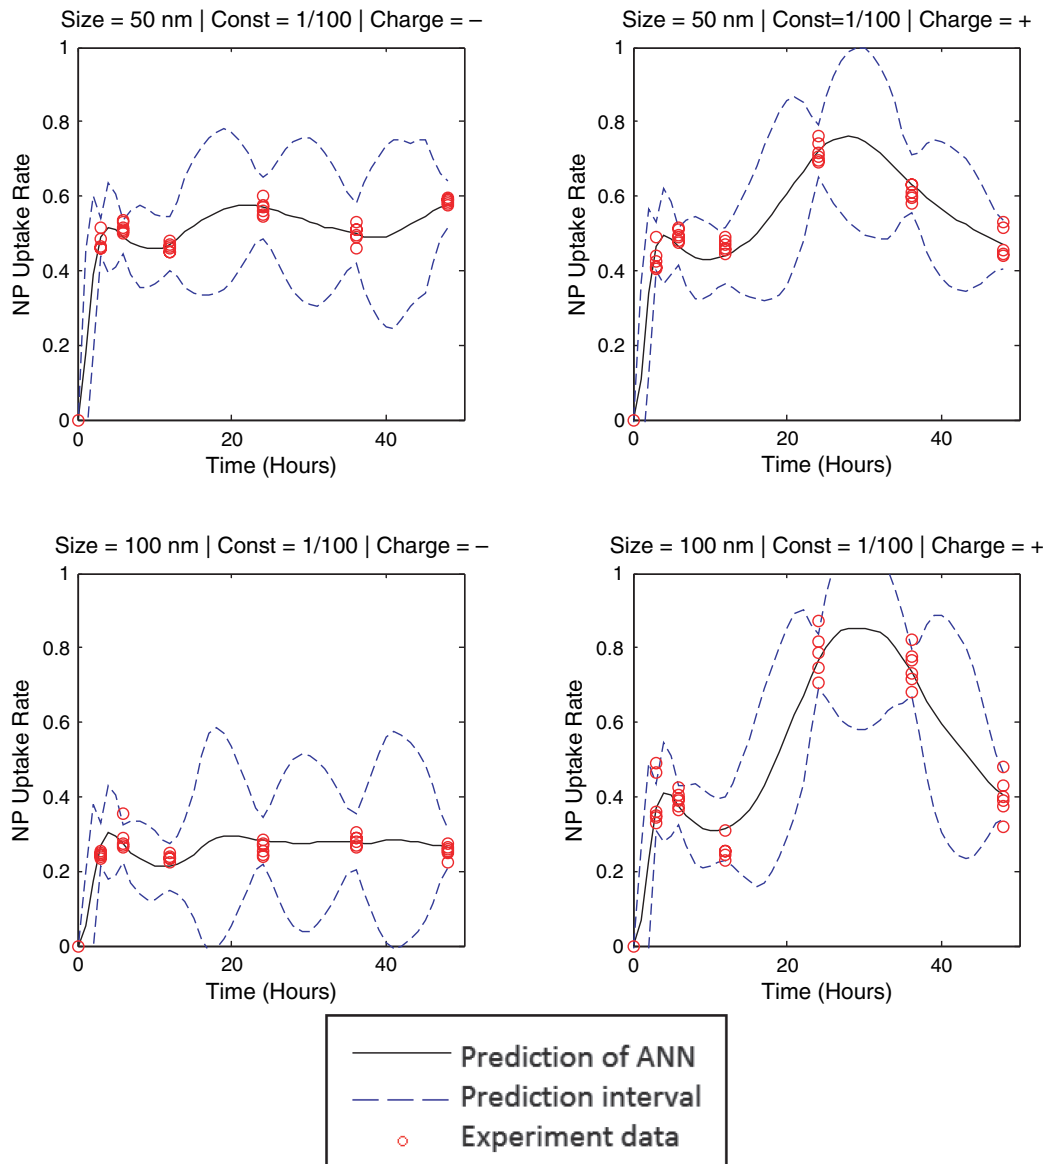 Size = 50 nm | Const = 1/100 | Charge = –
1
0.8
0.6
0.4
0.2
0
NP Uptake Rate
0 20 40
Time (Hours)
Size = 50 nm | Const=1/100 | Charge = +
1
0.8
0.6
0.4
0.2
0
NP Uptake Rate
0 20 40
Time (Hours)
Size = 100 nm | Const = 1/100 | Charge = –
1
0.8
0.6
0.4
0.2
0
NP Uptake Rate
0 20 40
Time (Hours)
Size = 100 nm | Const = 1/100 | Charge = +
1
0.8
0.6
0.4
0.2
0
NP Uptake Rate
0 20 40
Time (Hours)
Prediction of ANN
Prediction interval
Experiment data